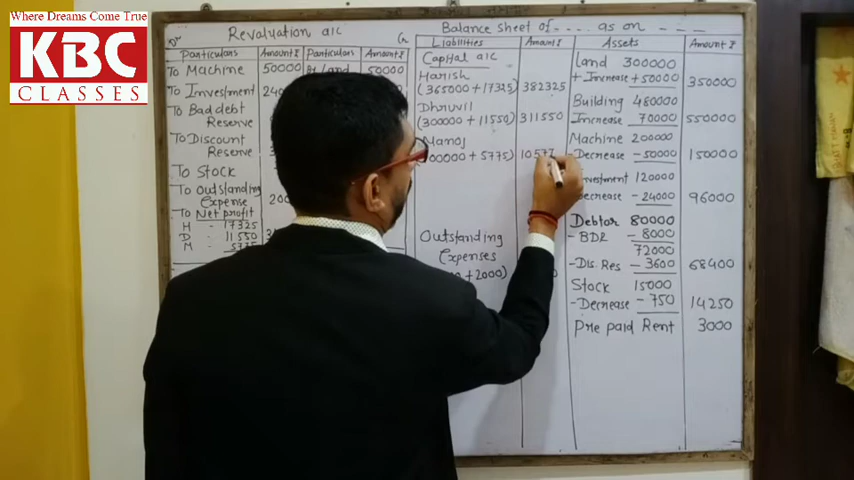 Where Dreams Come True
KBC
CLASSES
Revaluation a/c
Particulars Amount ₹ Particulars Amount ₹
To Machine 50000 By Land 50000
To Investment
To Bad debt
Reserve
To Discount
Reserve
To Stock
To Outstanding
Expense
To Net profit
H - 17325
D - 11550
M - 5775
Balance sheet of .... as on ----
Liabilities Amount ₹ Assets Amount ₹
Capital a/c
Harish
(365000 + 17325) 382325
Dhruvil
(300000 + 11550) 311550
Manoj
00000 + 5775) 1057
Outstanding
Expenses
+ 2000)
Land 300000
+ Increase +50000 350000
Building 480000
Increase 70000 550000
Machine 200000
-Decrease -50000 150000
Investment 120000
Decrease -24000 96000
Debtor 80000
- BDR -8000
72000
-Dis. Res -3600 68400
Stock 15000
-Decrease -750 14250
Pre paid Rent 3000